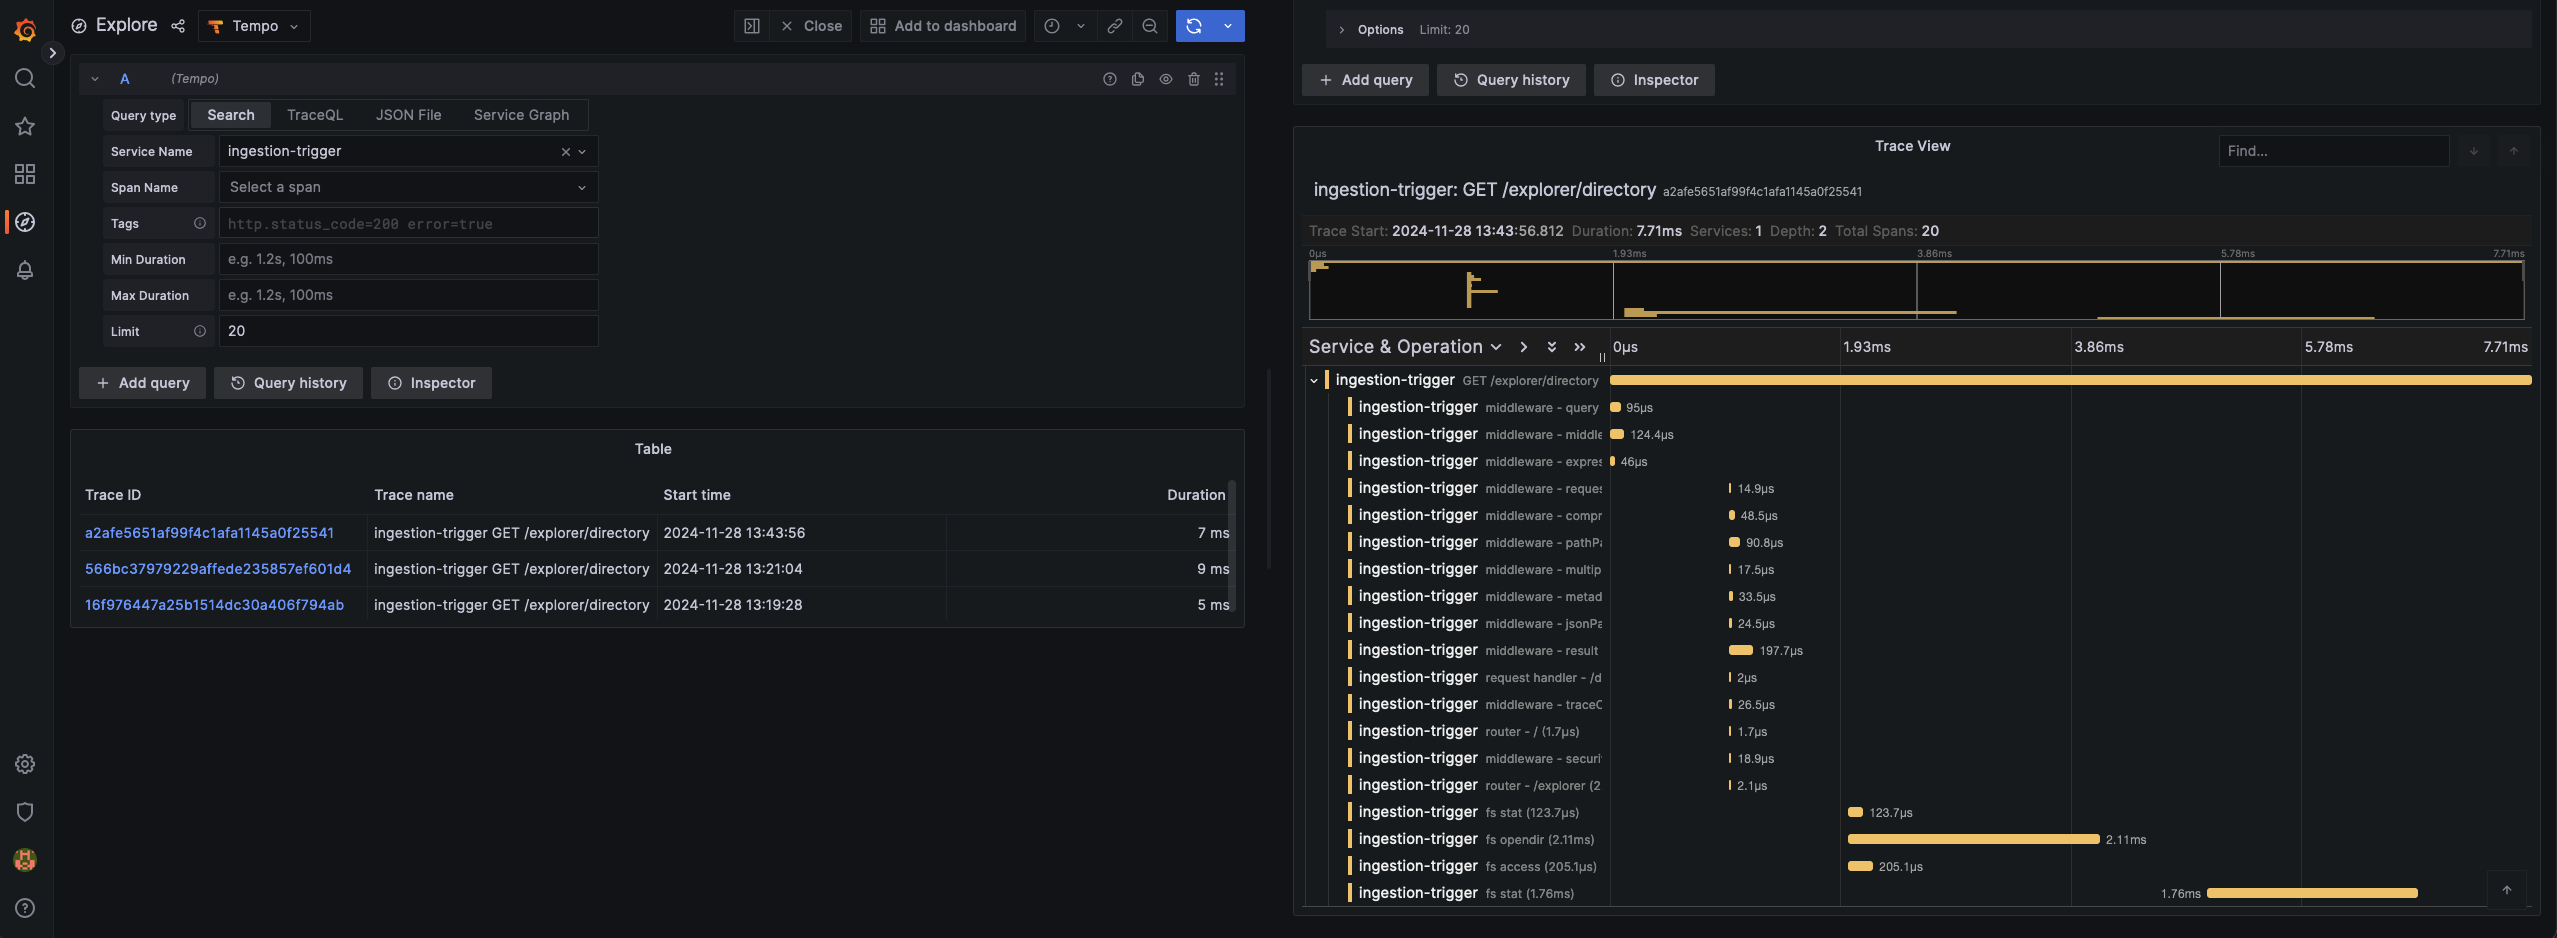 Explore
Tempo
Close
Add to dashboard
A
(Tempo)
Query type
Search
TraceQL
JSON File
Service Graph
Service Name
ingestion-trigger
Span Name
Select a span
Tags
http.status_code=200 error=true
Min Duration
e.g. 1.2s, 100ms
Max Duration
e.g. 1.2s, 100ms
Limit
20
Add query
Query history
Inspector
Table
Trace ID
Trace name
Start time
Duration
a2afe5651af99f4c1afa1145a0f25541
ingestion-trigger GET /explorer/directory
2024-11-28 13:43:56
7 ms
566bc37979229affede235857ef601d4
ingestion-trigger GET /explorer/directory
2024-11-28 13:21:04
9 ms
16f976447a25b1514dc30a406f794ab
ingestion-trigger GET /explorer/directory
2024-11-28 13:19:28
5 ms
Options
Limit: 20
Add query
Query history
Inspector
Trace View
Find...
ingestion-trigger: GET /explorer/directory a2afe5651af99f4c1afa1145a0f25541
Trace Start: 2024-11-28 13:43:56.812 Duration: 7.71ms Services: 1 Depth: 2 Total Spans: 20
0μs
1.93ms
3.86ms
5.78ms
7.71ms
Service & Operation
0μs
1.93ms
3.86ms
5.78ms
7.71ms
ingestion-trigger GET /explorer/directory
ingestion-trigger middleware - query
95μs
ingestion-trigger middleware - middle
124.4μs
ingestion-trigger middleware - expres
46μs
ingestion-trigger middleware - reques
14.9μs
ingestion-trigger middleware - compr
48.5μs
ingestion-trigger middleware - pathPa
90.8μs
ingestion-trigger middleware - multip
17.5μs
ingestion-trigger middleware - metad
33.5μs
ingestion-trigger middleware - jsonPa
24.5μs
ingestion-trigger middleware - result
197.7μs
ingestion-trigger request handler - /d
2μs
ingestion-trigger middleware - traceC
26.5μs
ingestion-trigger router - / (1.7μs)
1.7μs
ingestion-trigger middleware - securi
18.9μs
ingestion-trigger router - /explorer (2
2.1μs
ingestion-trigger fs stat (123.7μs)
123.7μs
ingestion-trigger fs opendir (2.11ms)
2.11ms
ingestion-trigger fs access (205.1μs)
205.1μs
ingestion-trigger fs stat (1.76ms)
1.76ms